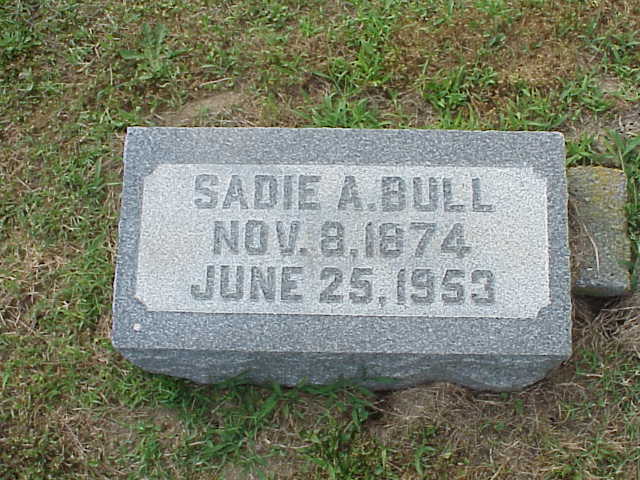 SADIE A. BULL
NOV. 8, 1874
JUNE 25, 1953